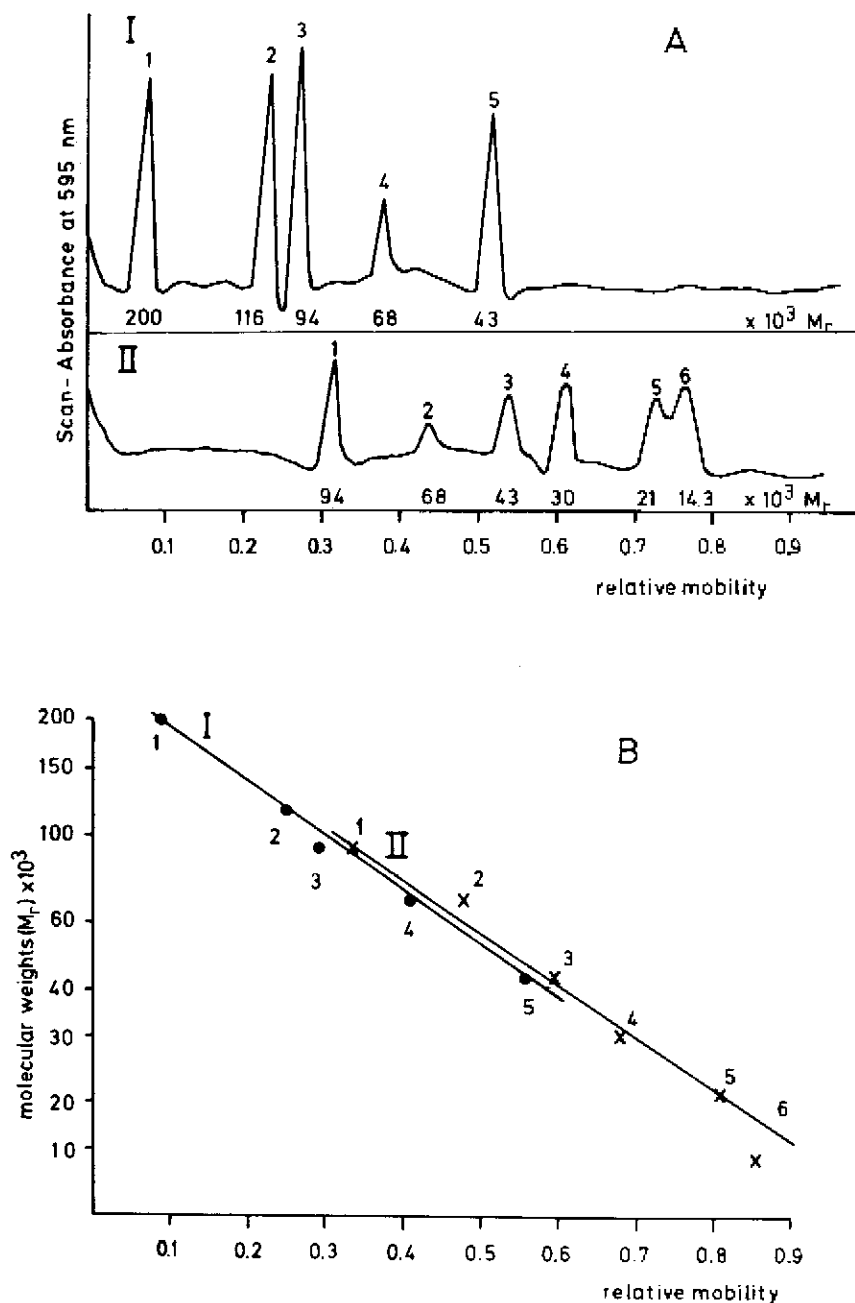 I
A
1
2
3
4
5
Scan-Absorbance at 595 nm
200 116 94 68 43 × 10³ Mr
II
1
2
3
4
5
6
94 68 43 30 21 14.3 × 10³ Mr
0.1 0.2 0.3 0.4 0.5 0.6 0.7 0.8 0.9
relative mobility
B
molecular weights (Mr) ×10³
200
150
100
60
40
30
20
10
I
1
2
3
4
5
II
1
2
3
4
5
6
0.1 0.2 0.3 0.4 0.5 0.6 0.7 0.8 0.9
relative mobility